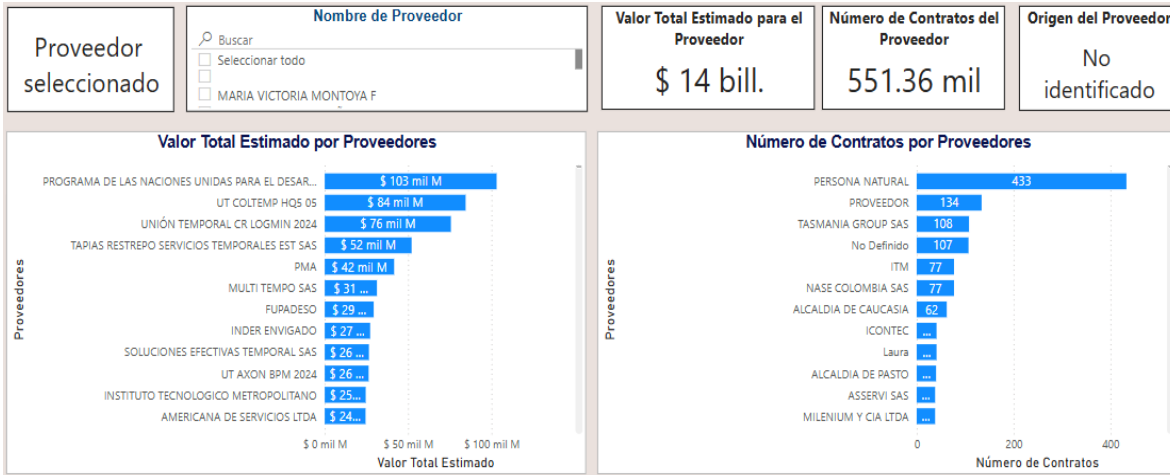 Proveedor
seleccionado
Nombre de Proveedor
Buscar
Seleccionar todo
MARIA VICTORIA MONTOYA F
Valor Total Estimado para el
Proveedor
$ 14 bill.
Número de Contratos del
Proveedor
551.36 mil
Origen del Proveedor
No
identificado
Valor Total Estimado por Proveedores
Proveedores
PROGRAMA DE LAS NACIONES UNIDAS PARA EL DESAR... $ 103 mil M
UT COLTEMP HQ5 05 $ 84 mil M
UNIÓN TEMPORAL CR LOGMIN 2024 $ 76 mil M
TAPIAS RESTREPO SERVICIOS TEMPORALES EST SAS $ 52 mil M
PMA $ 42 mil M
MULTI TEMPO SAS $ 31 ...
FUPADESO $ 29 ...
INDER ENVIGADO $ 27 ...
SOLUCIONES EFECTIVAS TEMPORAL SAS $ 26 ...
UT AXON BPM 2024 $ 26 ...
INSTITUTO TECNOLOGICO METROPOLITANO $ 25...
AMERICANA DE SERVICIOS LTDA $ 24...
$ 0 mil M $ 50 mil M $ 100 mil M
Valor Total Estimado
Número de Contratos por Proveedores
Proveedores
PERSONA NATURAL 433
PROVEEDOR 134
TASMANIA GROUP SAS 108
No Definido 107
ITM 77
NASE COLOMBIA SAS 77
ALCALDIA DE CAUCASIA 62
ICONTEC ...
Laura ...
ALCALDIA DE PASTO ...
ASSERVI SAS ...
MILENIUM Y CIA LTDA ...
0 200 400
Número de Contratos